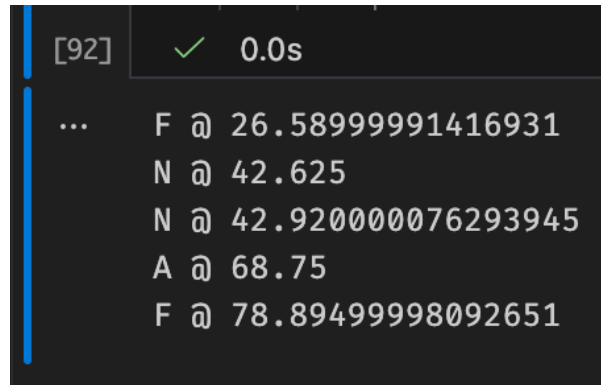 [92] ✓ 0.0s
... F @ 26.58999991416931
N @ 42.625
N @ 42.920000076293945
A @ 68.75
F @ 78.89499998092651